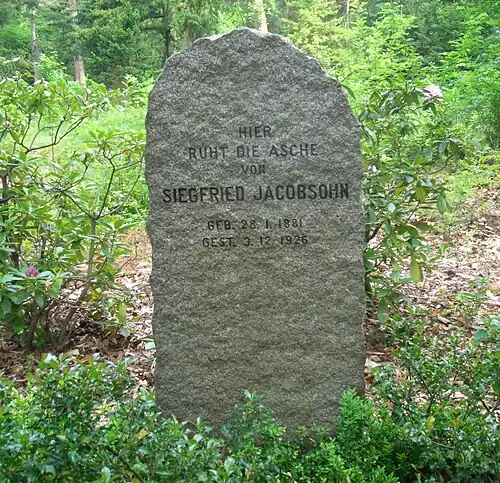 HIER
RUHT DIE ASCHE
VON
SIEGFRIED JACOBSOHN
GEB. 28. 1. 1881
GEST. 3. 12. 1926